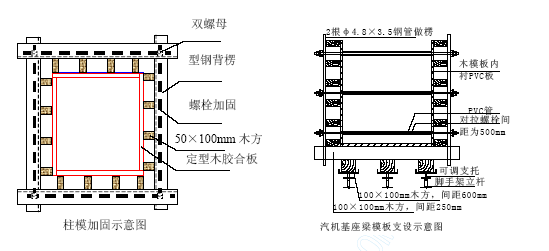 双螺母
型钢背楞
螺栓加固
50×100mm 木方
定型木胶合板
柱模加固示意图
2根φ4.8×3.5钢管做楞
木模板内
衬PVC板
PVC管
对拉螺栓间
距为500mm
可调支托
脚手架立杆
100×100mm木方，间距600mm
100×100mm木方，间距250mm
汽机基座梁模板支设示意图